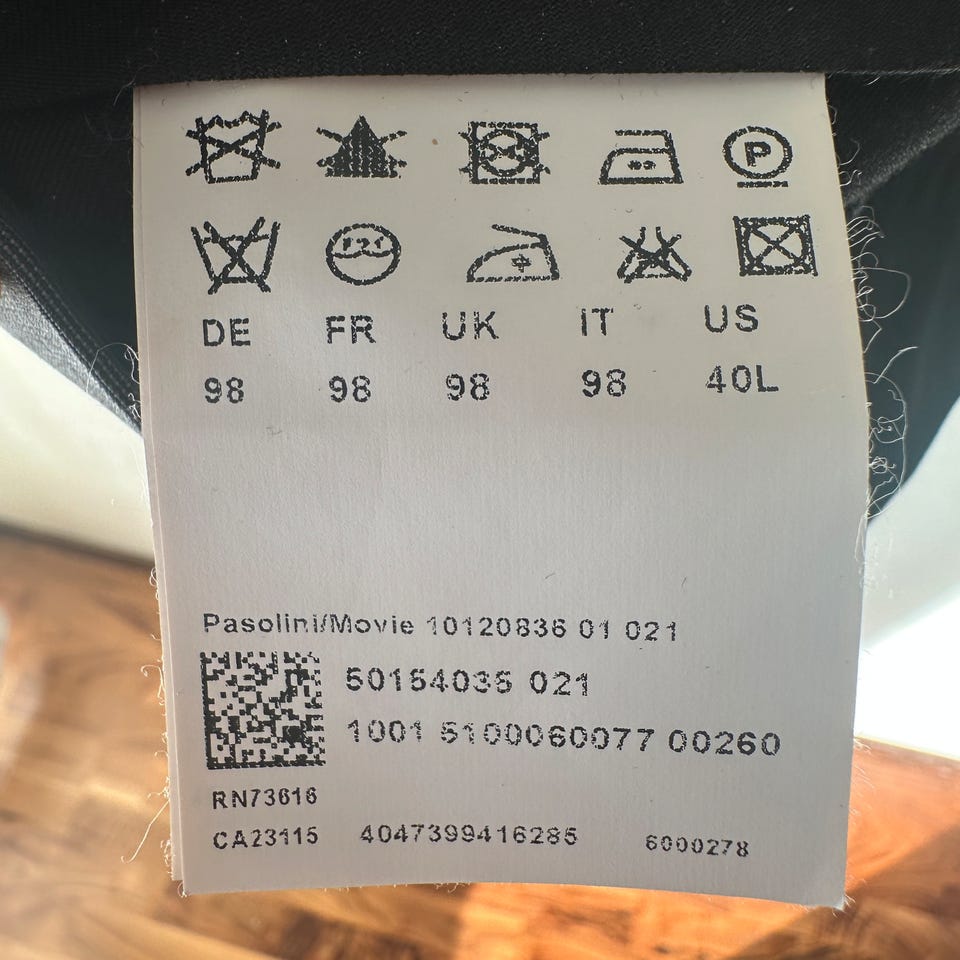 P
DE FR UK IT US
98 98 98 98 40L
Pasolini/Movie 10120836 01 021
50154035 021
1001 5100060077 00260
RN73616
CA23115 4047399416285 6000278